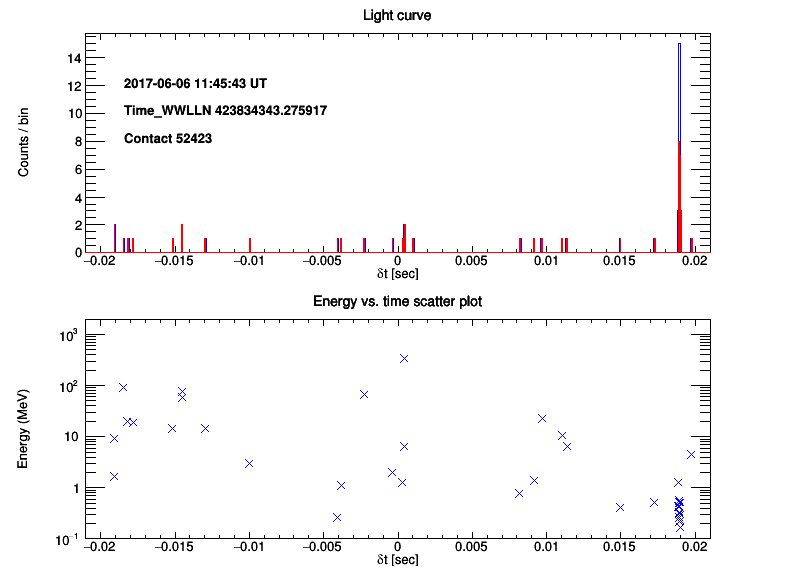 Light curve
14
12
10
8
6
4
2
0
Counts / bin
2017-06-06 11:45:43 UT
Time_WWLLN 423834343.275917
Contact 52423
−0.02 −0.015 −0.01 −0.005 0 0.005 0.01 0.015 0.02
δt [sec]
Energy vs. time scatter plot
10³
10²
10
1
10⁻¹
Energy (MeV)
−0.02 −0.015 −0.01 −0.005 0 0.005 0.01 0.015 0.02
δt [sec]